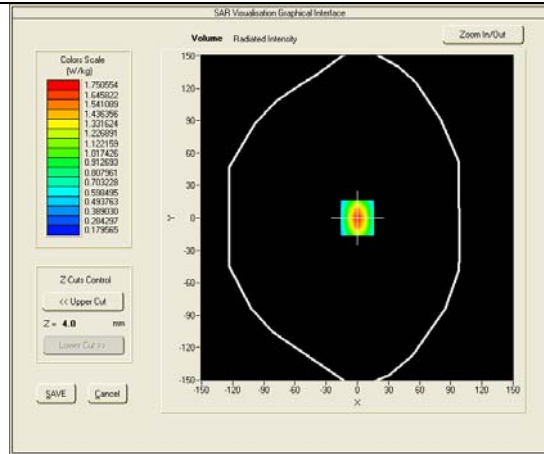 SAR Visualisation Graphical Interface
Volume Radiated Intensity
Zoom In/Out
Colors Scale
(W/kg)
1.750554
1.645822
1.541089
1.436356
1.331624
1.226891
1.122159
1.017426
0.912693
0.807961
0.703228
0.598495
0.493763
0.389030
0.284297
0.179565
Z-Cuts Control
<< Upper Cut
Z = 4.0 mm
Lower Cut >>
SAVE Cancel
150-
120-
90-
60-
30-
0-
-30-
-60-
-90-
-120-
-150-
Y
-150 -120 -90 -60 -30 0 30 60 90 120 150
X